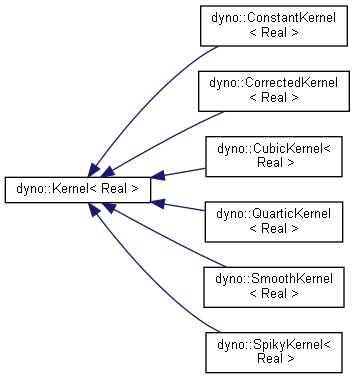 dyno::ConstantKernel
< Real >
dyno::CorrectedKernel
< Real >
dyno::CubicKernel<
Real >
dyno::Kernel< Real >
dyno::QuarticKernel
< Real >
dyno::SmoothKernel
< Real >
dyno::SpikyKernel<
Real >